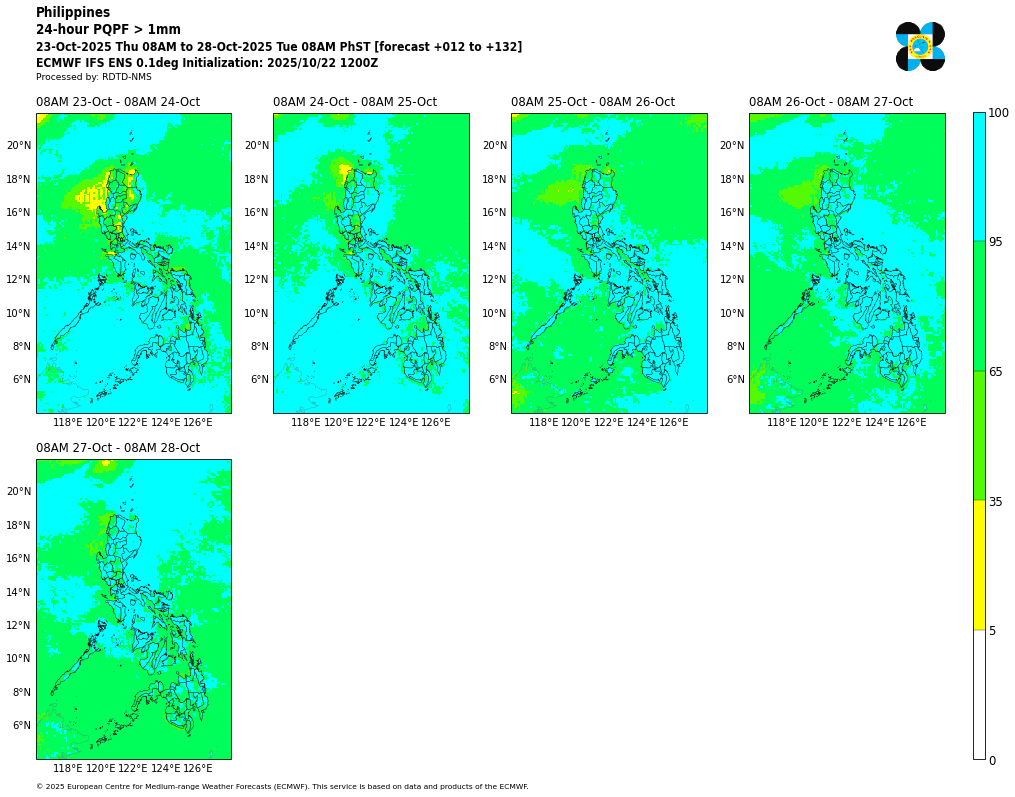 Philippines
24-hour PQPF > 1mm
23-Oct-2025 Thu 08AM to 28-Oct-2025 Tue 08AM PhST [forecast +012 to +132]
ECMWF IFS ENS 0.1deg Initialization: 2025/10/22 1200Z
Processed by: RDTD-NMS
08AM 23-Oct - 08AM 24-Oct
20°N
18°N
16°N
14°N
12°N
10°N
8°N
6°N
118°E 120°E 122°E 124°E 126°E
08AM 24-Oct - 08AM 25-Oct
20°N
18°N
16°N
14°N
12°N
10°N
8°N
6°N
118°E 120°E 122°E 124°E 126°E
08AM 25-Oct - 08AM 26-Oct
20°N
18°N
16°N
14°N
12°N
10°N
8°N
6°N
118°E 120°E 122°E 124°E 126°E
08AM 26-Oct - 08AM 27-Oct
20°N
18°N
16°N
14°N
12°N
10°N
8°N
6°N
118°E 120°E 122°E 124°E 126°E
100
95
65
35
5
0
08AM 27-Oct - 08AM 28-Oct
20°N
18°N
16°N
14°N
12°N
10°N
8°N
6°N
118°E 120°E 122°E 124°E 126°E
© 2025 European Centre for Medium-range Weather Forecasts (ECMWF). This service is based on data and products of the ECMWF.